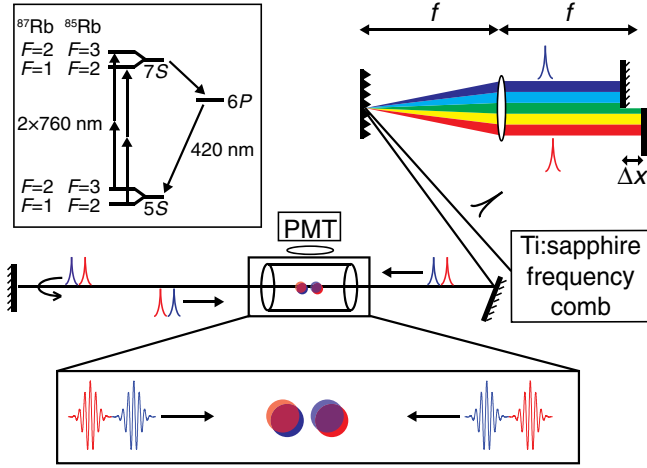 ⁸⁷Rb ⁸⁵Rb
F=2 F=3
F=1 F=2
7S
6P
2×760 nm
420 nm
F=2 F=3
F=1 F=2
5S
f f
Δx
PMT
Ti:sapphire
frequency
comb